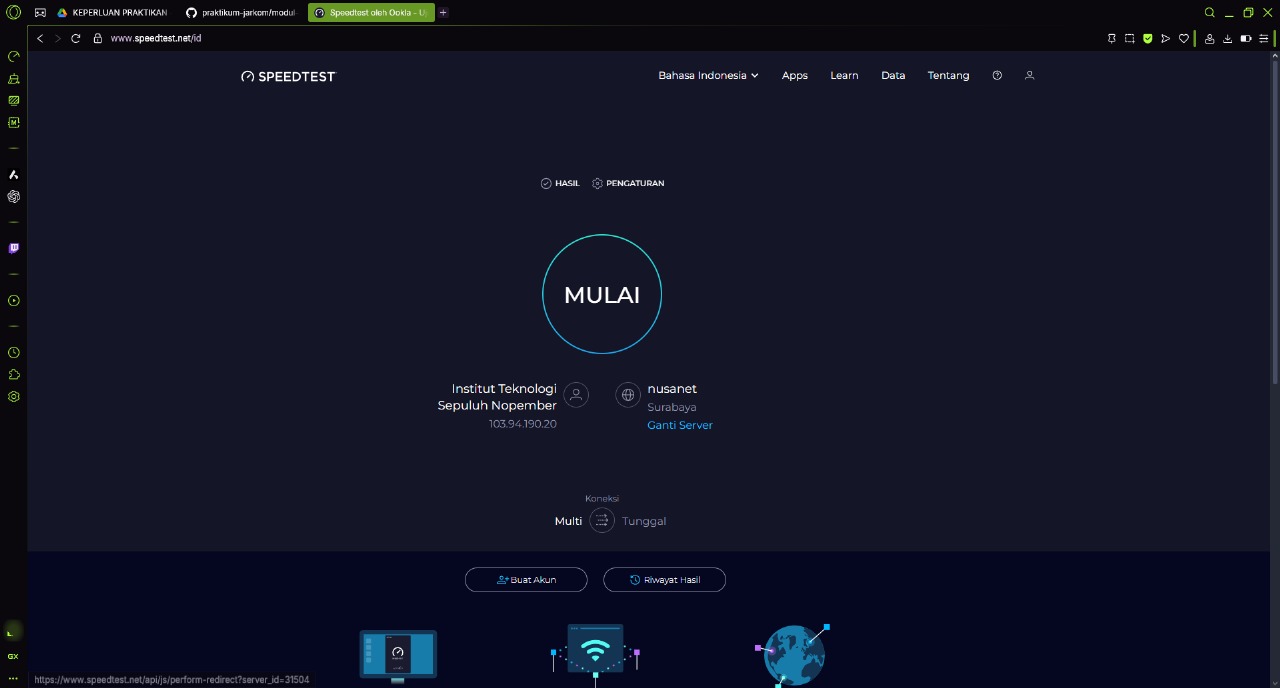 KEPERLUAN PRAKTIKAN
praktikum-jarkom/modul-
Speedtest oleh Ookla - U
www.speedtest.net/id
SPEEDTEST
Bahasa Indonesia
Apps
Learn
Data
Tentang
HASIL
PENGATURAN
MULAI
Institut Teknologi
Sepuluh Nopember
103.94.190.20
nusanet
Surabaya
Ganti Server
Koneksi
Multi
Tunggal
Buat Akun
Riwayat Hasil
GX
https://www.speedtest.net/api/js/perform-redirect?server_id=31504